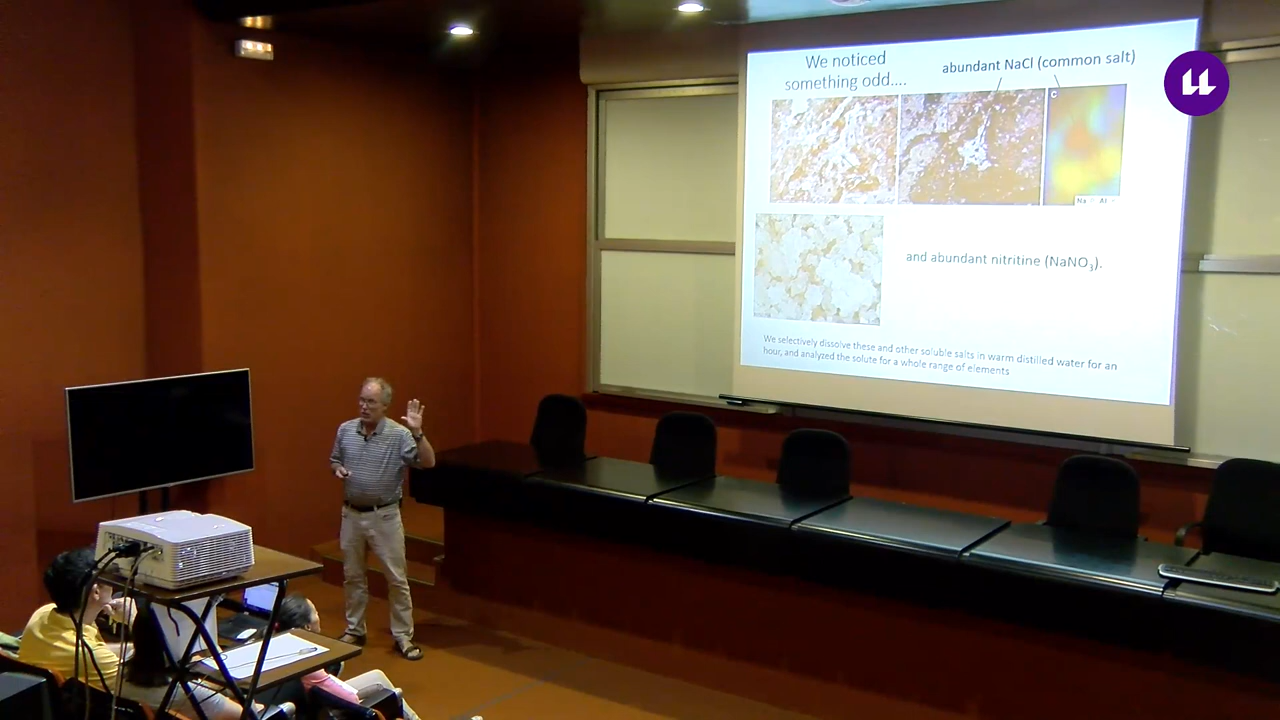 We noticed
something odd....
abundant NaCl (common salt)
C
and abundant nitritine (NaNO3).
We selectively dissolve these and other soluble salts in warm distilled water for an
hour, and analyzed the solute for a whole range of elements